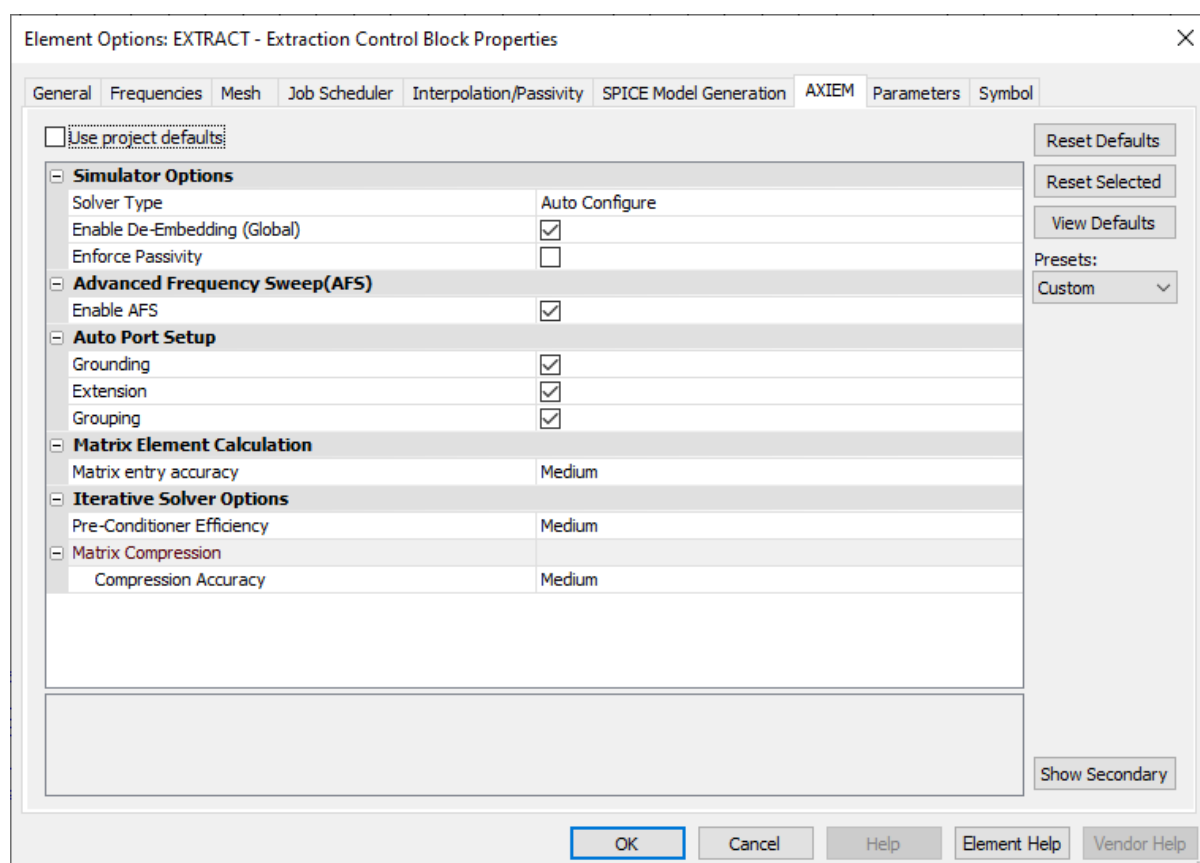 Element Options: EXTRACT - Extraction Control Block Properties
General Frequencies Mesh Job Scheduler Interpolation/Passivity SPICE Model Generation AXIEM Parameters Symbol
Use project defaults
Reset Defaults
Simulator Options
Reset Selected
Solver Type Auto Configure
View Defaults
Enable De-Embedding (Global)
Enforce Passivity
Presets:
Advanced Frequency Sweep(AFS)
Custom
Enable AFS
Auto Port Setup
Grounding
Extension
Grouping
Matrix Element Calculation
Matrix entry accuracy Medium
Iterative Solver Options
Pre-Conditioner Efficiency Medium
Matrix Compression
Compression Accuracy Medium
Show Secondary
OK Cancel Help Element Help Vendor Help